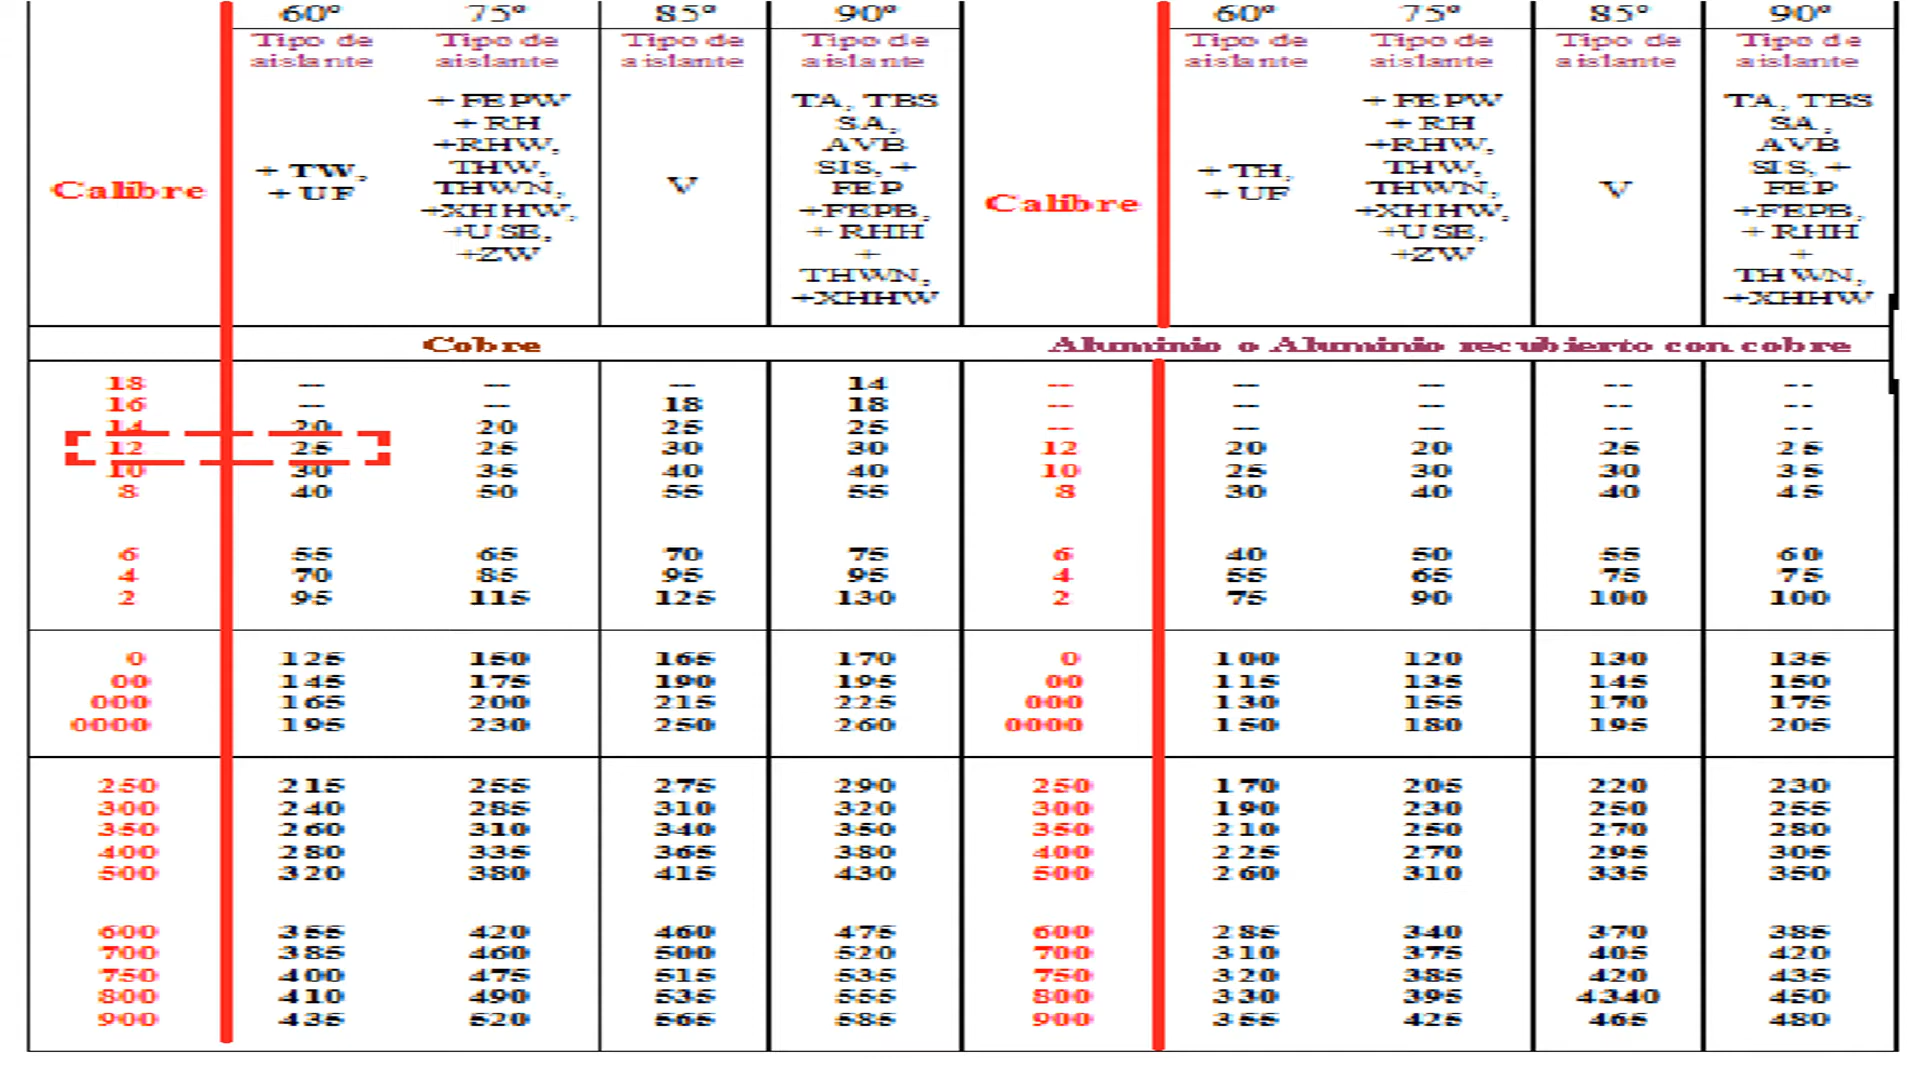 60° 75° 85° 90° 60° 75° 85° 90°
Tipo de Tipo de Tipo de Tipo de Tipo de Tipo de Tipo de Tipo de
aislante aislante aislante aislante aislante aislante aislante aislante
+ FEPW TA, TBS + FEPW TA, TBS
+ RH SA, + RH SA,
+RHW, AVB +RHW, AVB
+ TW, THW, SIS, + + TH, THW, SIS, +
Calibre + UF THWN, V FEP Calibre + UF THWN, V FEP
+XHHW, +FEPB, +XHHW, +FEPB,
+USE, + RHH +USE, + RHH
+ZW + +ZW +
THWN, THWN,
+XHHW +XHHW
Cobre Aluminio o Aluminio recubierto con cobre
18 -- -- -- 14 -- -- -- -- --
16 -- -- 18 18 -- -- -- -- --
14 20 20 25 25 -- -- -- -- --
12 25 25 30 30 12 20 20 25 25
10 30 35 40 40 10 25 30 30 35
8 40 50 55 55 8 30 40 40 45
6 55 65 70 75 6 40 50 55 60
4 70 85 95 95 4 55 65 75 75
2 95 115 125 130 2 75 90 100 100
0 125 150 165 170 0 100 120 130 135
00 145 175 190 195 00 115 135 145 150
000 165 200 215 225 000 130 155 170 175
0000 195 230 250 260 0000 150 180 195 205
250 215 255 275 290 250 170 205 220 230
300 240 285 310 320 300 190 230 250 255
350 260 310 340 350 350 210 250 270 280
400 280 335 365 380 400 225 270 295 305
500 320 380 415 430 500 260 310 335 350
600 355 420 460 475 600 285 340 370 385
700 385 460 500 520 700 310 375 405 420
750 400 475 515 535 750 320 385 420 435
800 410 490 535 555 800 330 395 4340 450
900 435 520 565 585 900 355 425 465 480